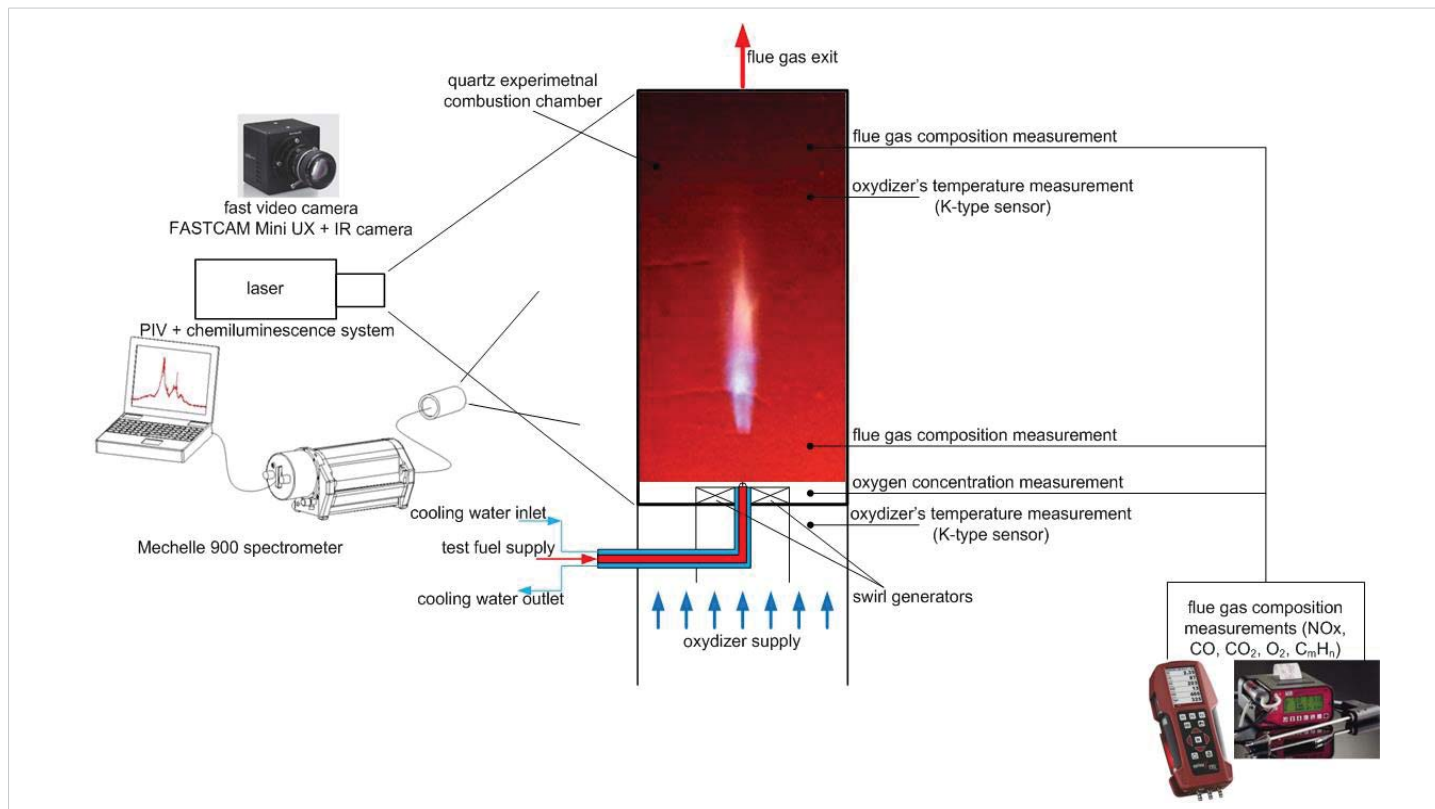 flue gas exit
quartz experimetnal
combustion chamber
flue gas composition measurement
oxydizer's temperature measurement
(K-type sensor)
fast video camera
FASTCAM Mini UX + IR camera
laser
PIV + chemiluminescence system
flue gas composition measurement
oxygen concentration measurement
oxydizer's temperature measurement
(K-type sensor)
cooling water inlet
Mechelle 900 spectrometer
test fuel supply
cooling water outlet
swirl generators
oxydizer supply
flue gas composition
measurements (NOx,
CO, CO₂, O₂, CₘHₙ)